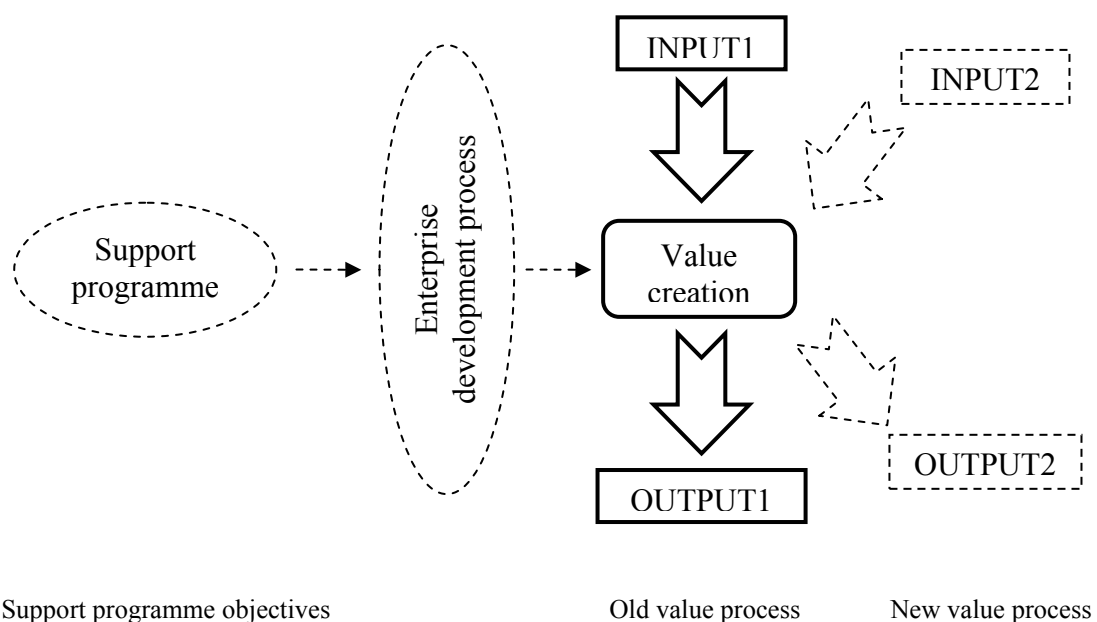 INPUT1
INPUT2
Support
programme
Enterprise
development process
Value
creation
OUTPUT2
OUTPUT1
Support programme objectives
Old value process
New value process